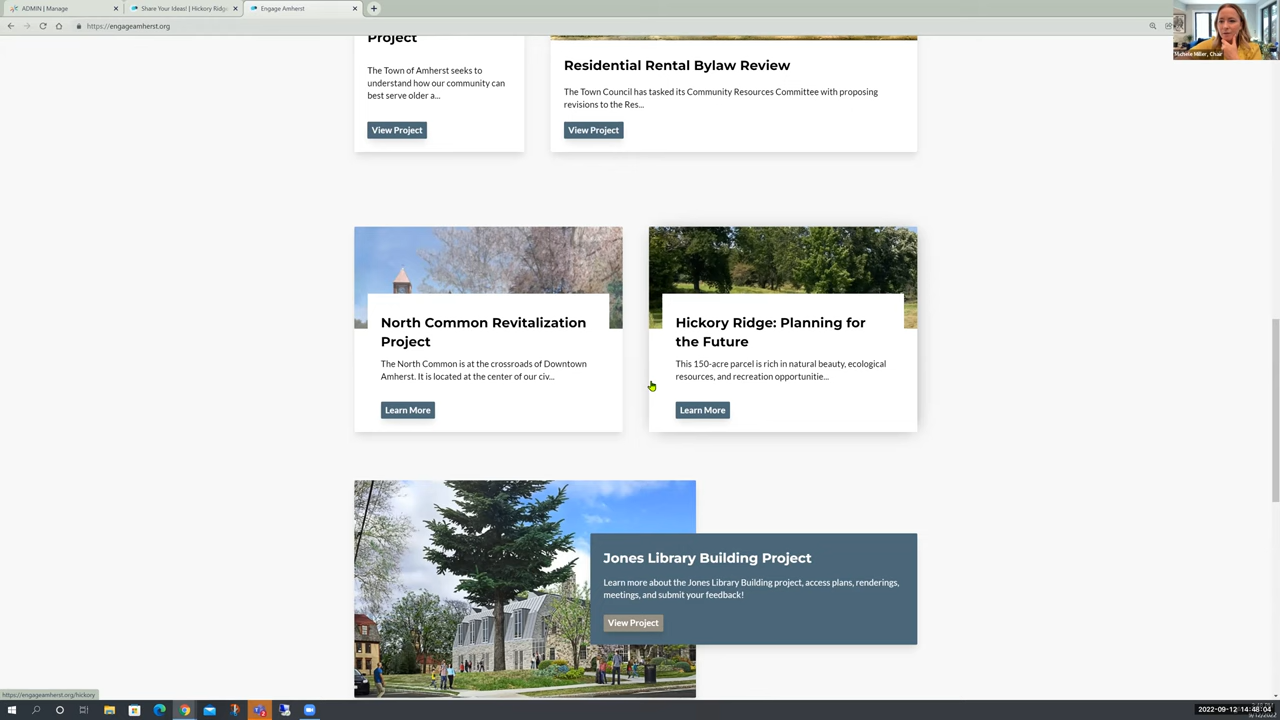 ADMIN | Manage
Share Your Ideas! | Hickory Ridg
Engage Amherst
https://engageamherst.org
Michele Miller, Chair
Project
The Town of Amherst seeks to
understand how our community can
best serve older a...
View Project
Residential Rental Bylaw Review
The Town Council has tasked its Community Resources Committee with proposing
revisions to the Res...
View Project
North Common Revitalization
Project
The North Common is at the crossroads of Downtown
Amherst. It is located at the center of our civ...
Learn More
Hickory Ridge: Planning for
the Future
This 150-acre parcel is rich in natural beauty, ecological
resources, and recreation opportunitie...
Learn More
Jones Library Building Project
Learn more about the Jones Library Building project, access plans, renderings,
meetings, and submit your feedback!
View Project
https://engageamherst.org/hickory
2022-09-12 14:48:04